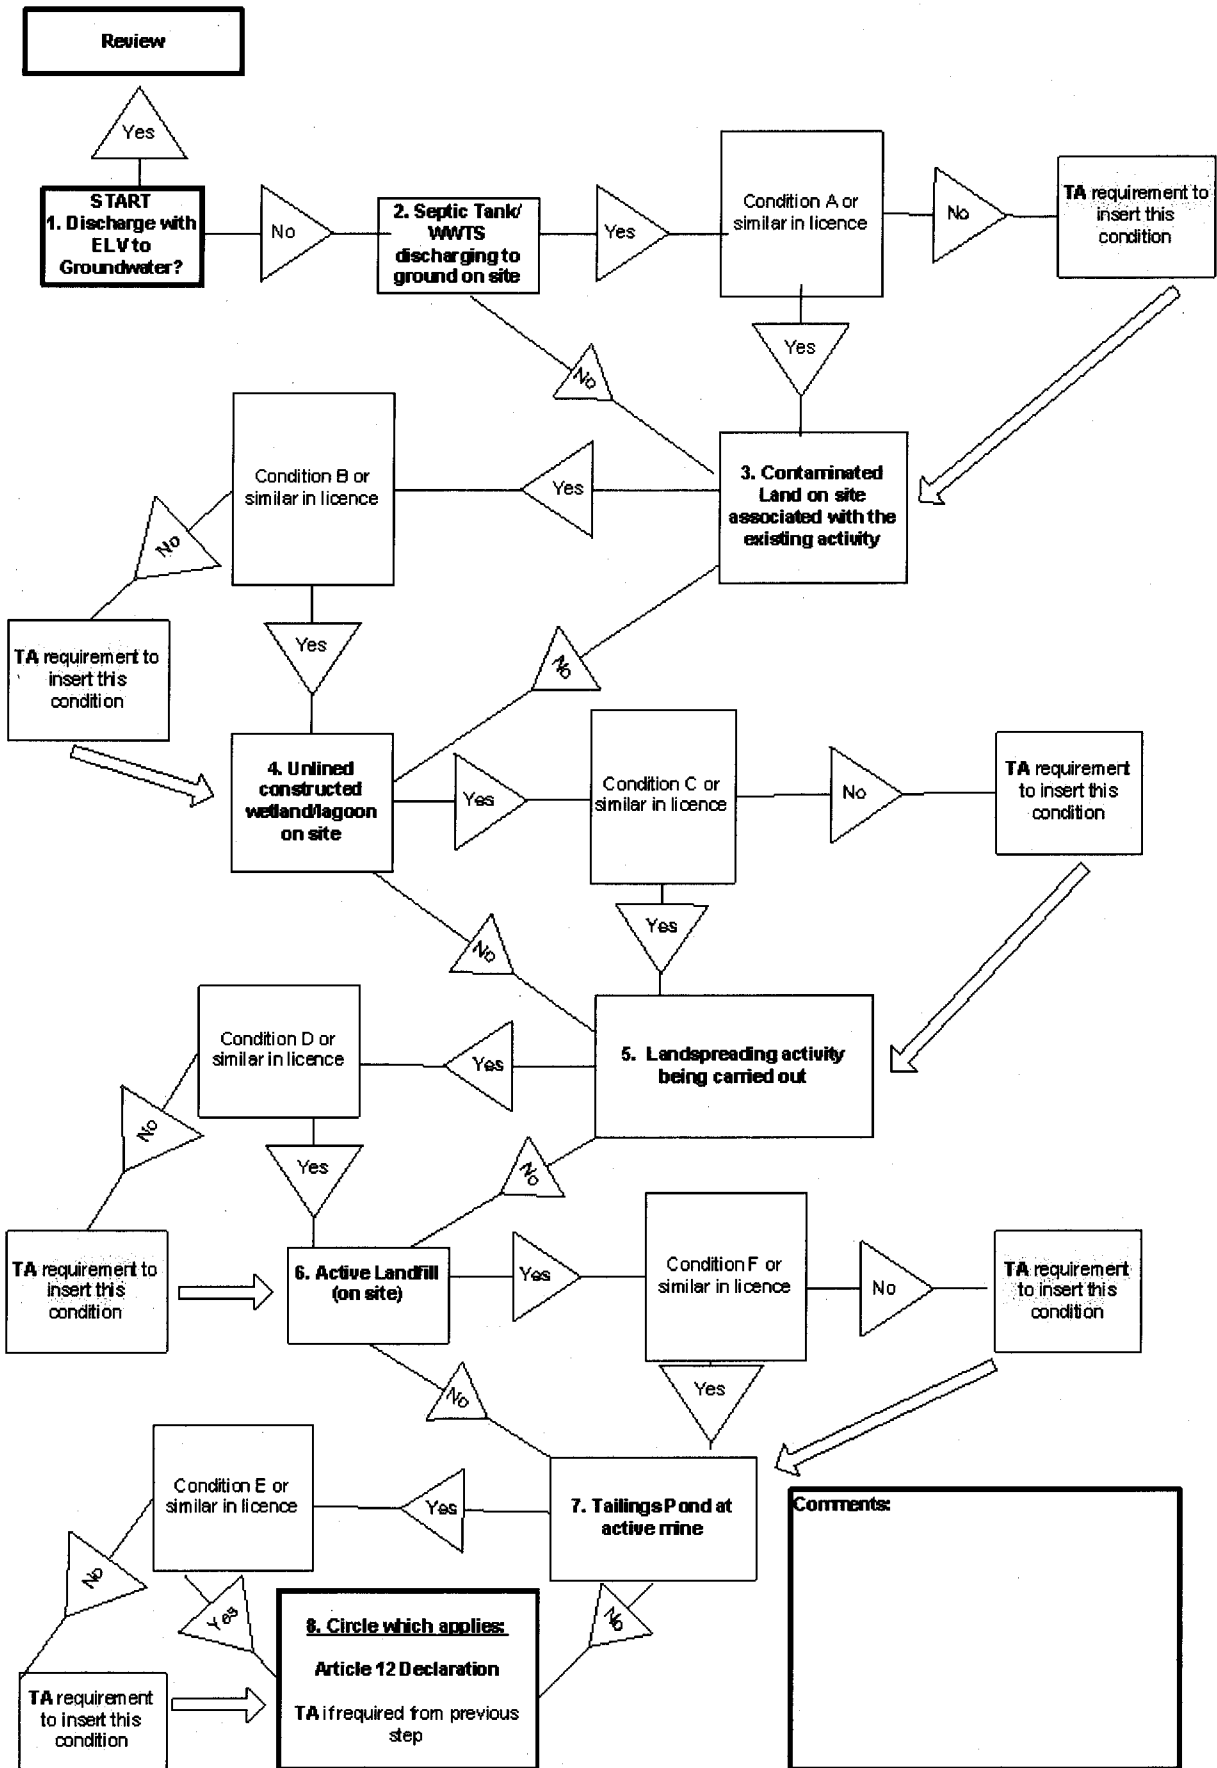 Review
Yes
START
1. Discharge with
ELV to
Groundwater?
No
2. Septic Tank/
WWTS
discharging to
ground on site
Yes
Condition A or
similar in licence
No
TA requirement to
insert this
condition
Yes
No
3. Contaminated
Land on site
associated with the
existing activity
Yes
Condition B or
similar in licence
No
TA requirement to
insert this
condition
Yes
No
4. Unlined
constructed
wetland/lagoon
on site
Yes
Condition C or
similar in licence
No
TA requirement
to insert this
condition
Yes
No
5. Landspreading activity
being carried out
Yes
Condition D or
similar in licence
No
TA requirement to
insert this
condition
Yes
No
6. Active Landfill
(on site)
Yes
Condition F or
similar in licence
No
TA requirement
to insert this
condition
Yes
No
7. Tailings Pond at
active mine
Yes
Condition E or
similar in licence
No
Yes
TA requirement
to insert this
condition
No
8. Circle which applies:
Article 12 Declaration
TA if required from previous
step
Comments: